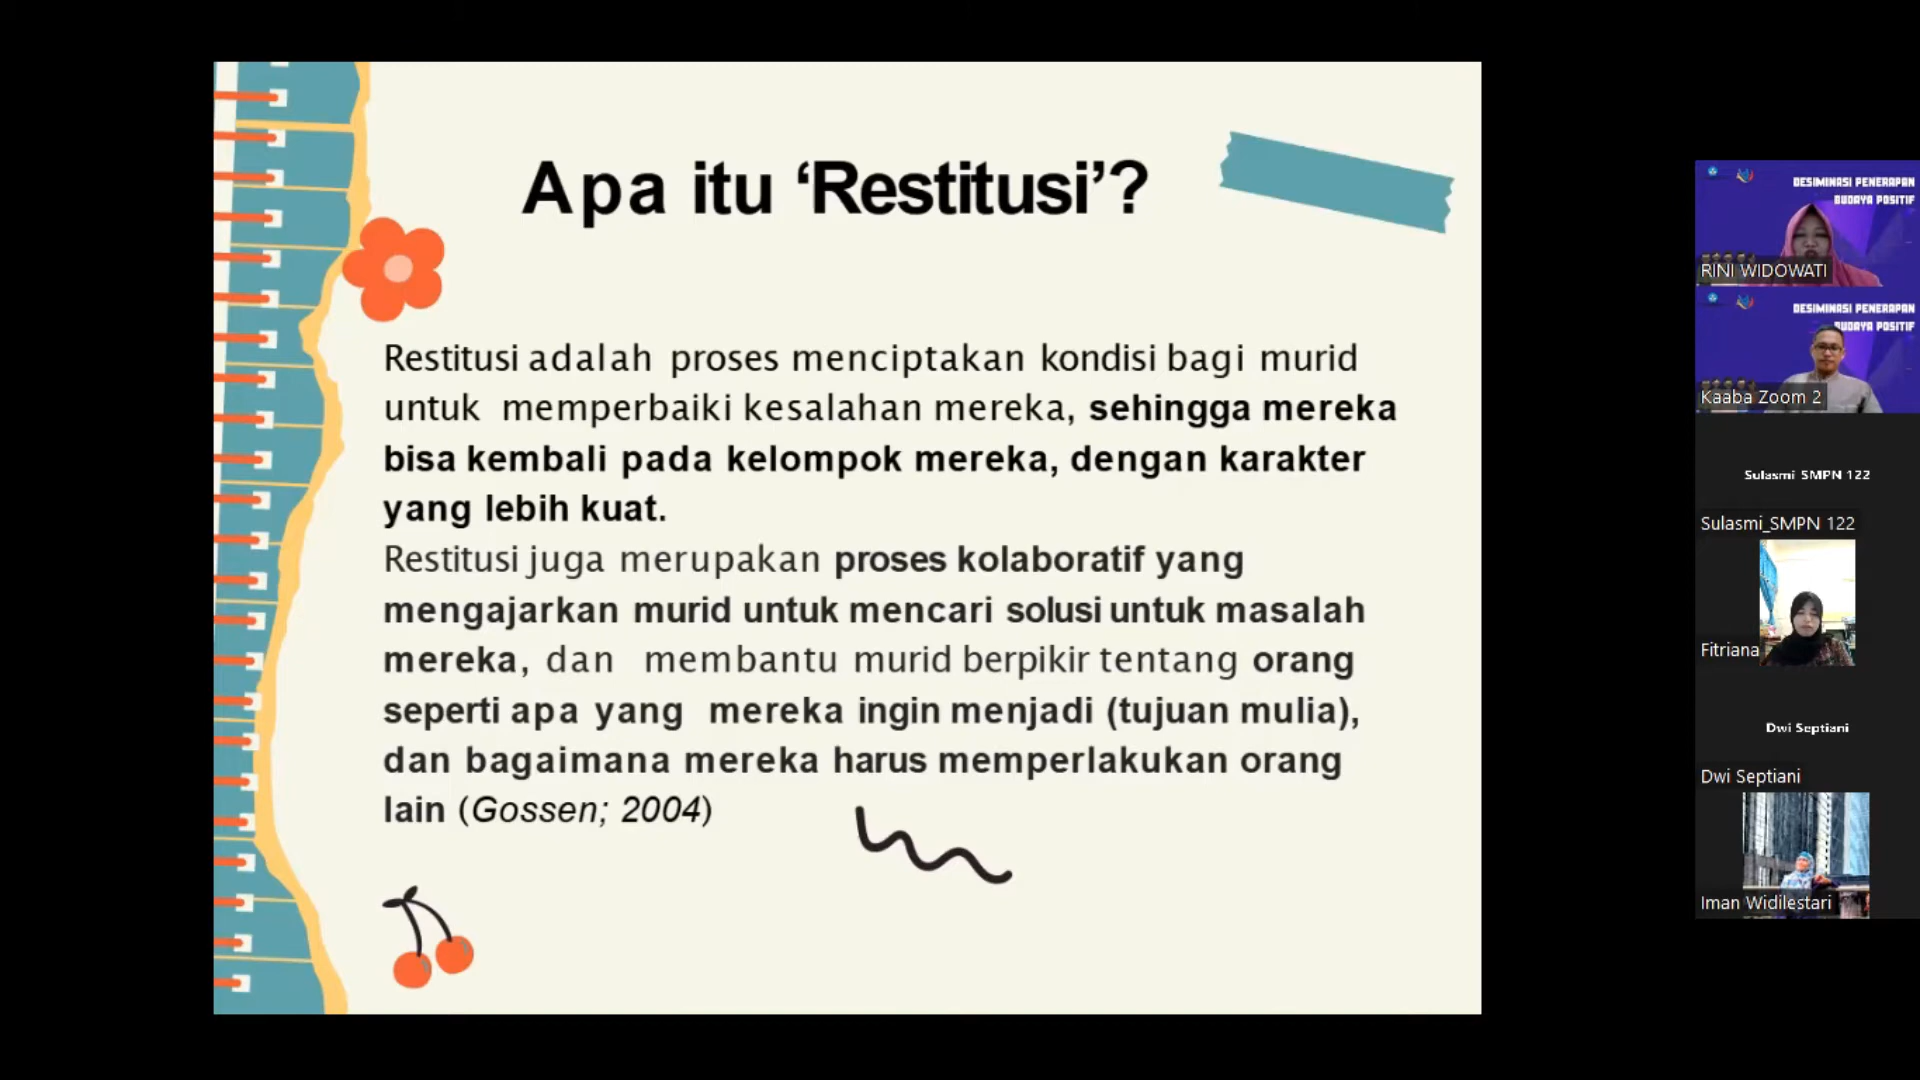 Apa itu ‘Restitusi’?
Restitusi adalah proses menciptakan kondisi bagi murid
untuk memperbaiki kesalahan mereka, sehingga mereka
bisa kembali pada kelompok mereka, dengan karakter
yang lebih kuat.
Restitusi juga merupakan proses kolaboratif yang
mengajarkan murid untuk mencari solusi untuk masalah
mereka, dan membantu murid berpikir tentang orang
seperti apa yang mereka ingin menjadi (tujuan mulia),
dan bagaimana mereka harus memperlakukan orang
lain (Gossen; 2004)
DESIMINASI PENERAPAN
BUDAYA POSITIF
RINI WIDOWATI
DESIMINASI PENERAPAN
BUDAYA POSITIF
Kaaba Zoom 2
Sulasmi SMPN 122
Sulasmi_SMPN 122
Fitriana
Dwi Septiani
Dwi Septiani
Iman Widilestari